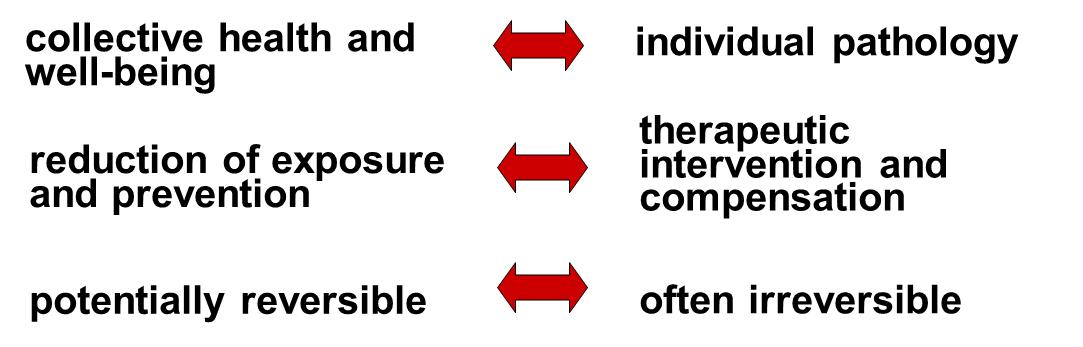 collective health and
well-being
individual pathology
reduction of exposure
and prevention
therapeutic
intervention and
compensation
potentially reversible
often irreversible